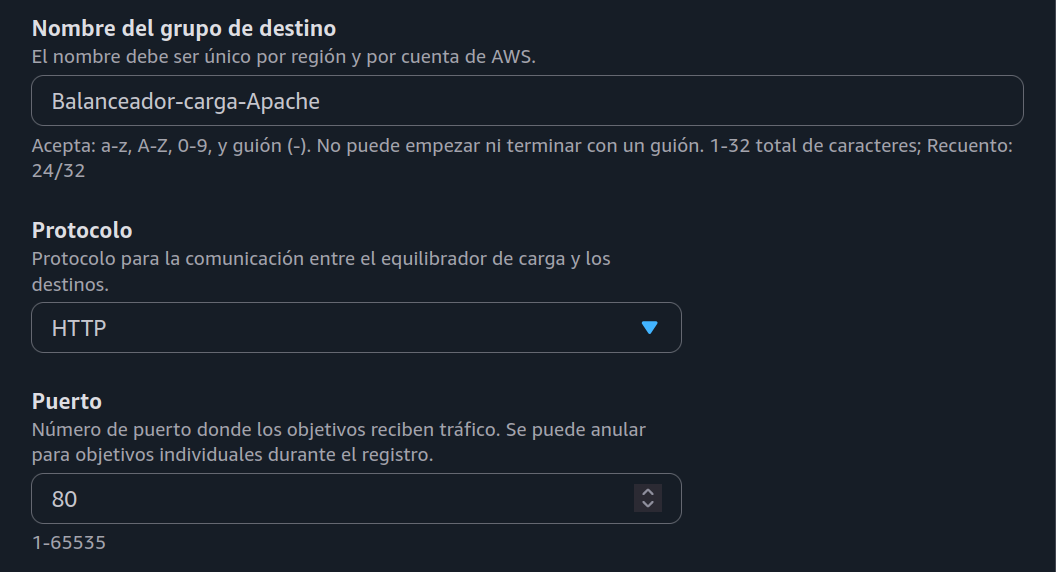 Nombre del grupo de destino
El nombre debe ser único por región y por cuenta de AWS.
Balanceador-carga-Apache
Acepta: a-z, A-Z, 0-9, y guión (-). No puede empezar ni terminar con un guión. 1-32 total de caracteres; Recuento:
24/32
Protocolo
Protocolo para la comunicación entre el equilibrador de carga y los
destinos.
HTTP
Puerto
Número de puerto donde los objetivos reciben tráfico. Se puede anular
para objetivos individuales durante el registro.
80
1-65535